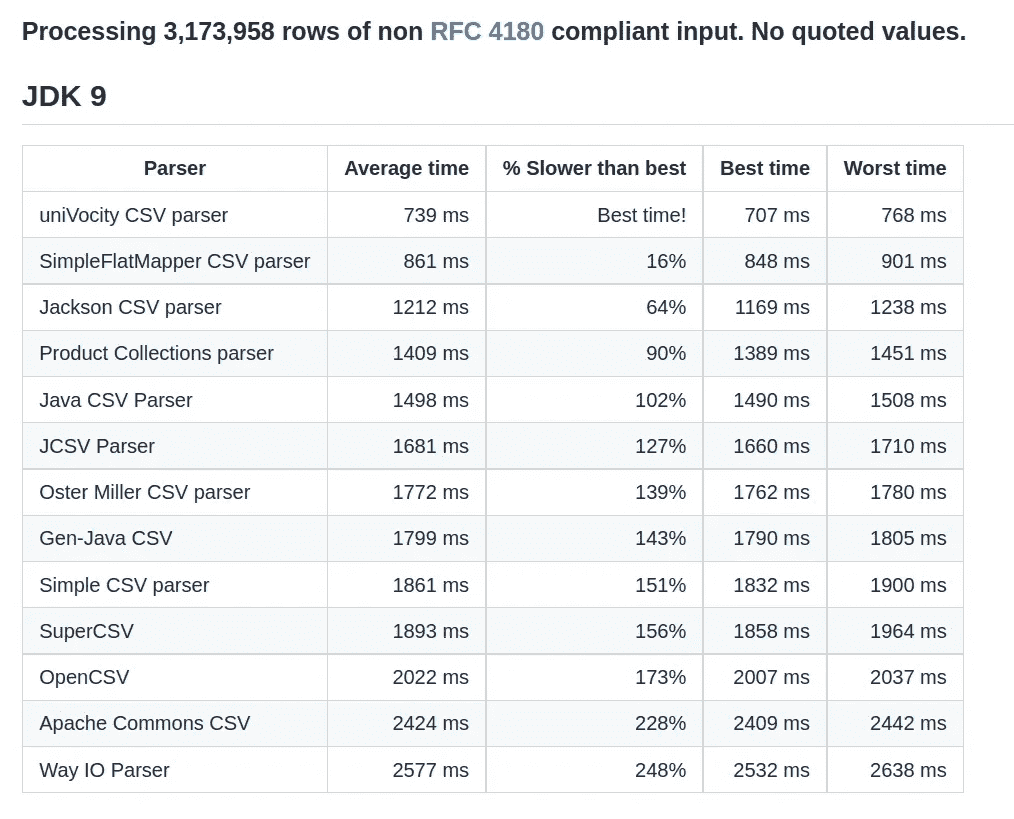 Processing 3,173,958 rows of non RFC 4180 compliant input. No quoted values.
JDK 9
Parser Average time % Slower than best Best time Worst time
uniVocity CSV parser 739 ms Best time! 707 ms 768 ms
SimpleFlatMapper CSV parser 861 ms 16% 848 ms 901 ms
Jackson CSV parser 1212 ms 64% 1169 ms 1238 ms
Product Collections parser 1409 ms 90% 1389 ms 1451 ms
Java CSV Parser 1498 ms 102% 1490 ms 1508 ms
JCSV Parser 1681 ms 127% 1660 ms 1710 ms
Oster Miller CSV parser 1772 ms 139% 1762 ms 1780 ms
Gen-Java CSV 1799 ms 143% 1790 ms 1805 ms
Simple CSV parser 1861 ms 151% 1832 ms 1900 ms
SuperCSV 1893 ms 156% 1858 ms 1964 ms
OpenCSV 2022 ms 173% 2007 ms 2037 ms
Apache Commons CSV 2424 ms 228% 2409 ms 2442 ms
Way IO Parser 2577 ms 248% 2532 ms 2638 ms